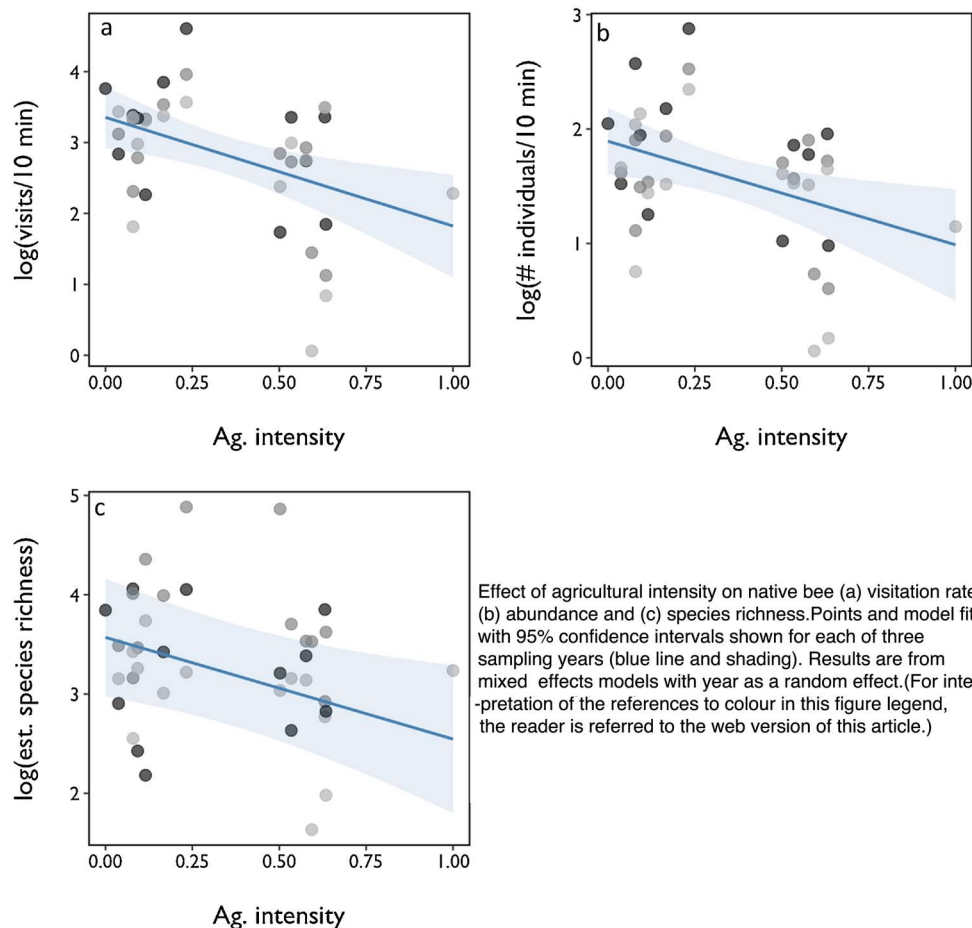 a
log(visits/10 min)
4
3
2
1
0
0.00 0.25 0.50 0.75 1.00
Ag. intensity
b
log(# individuals/10 min)
3
2
1
0
0.00 0.25 0.50 0.75 1.00
Ag. intensity
c
log(est. species richness)
5
4
3
2
0.00 0.25 0.50 0.75 1.00
Ag. intensity
Effect of agricultural intensity on native bee (a) visitation rate
(b) abundance and (c) species richness.Points and model fit
with 95% confidence intervals shown for each of three
sampling years (blue line and shading). Results are from
mixed effects models with year as a random effect.(For inte
-pretation of the references to colour in this figure legend,
the reader is referred to the web version of this article.)